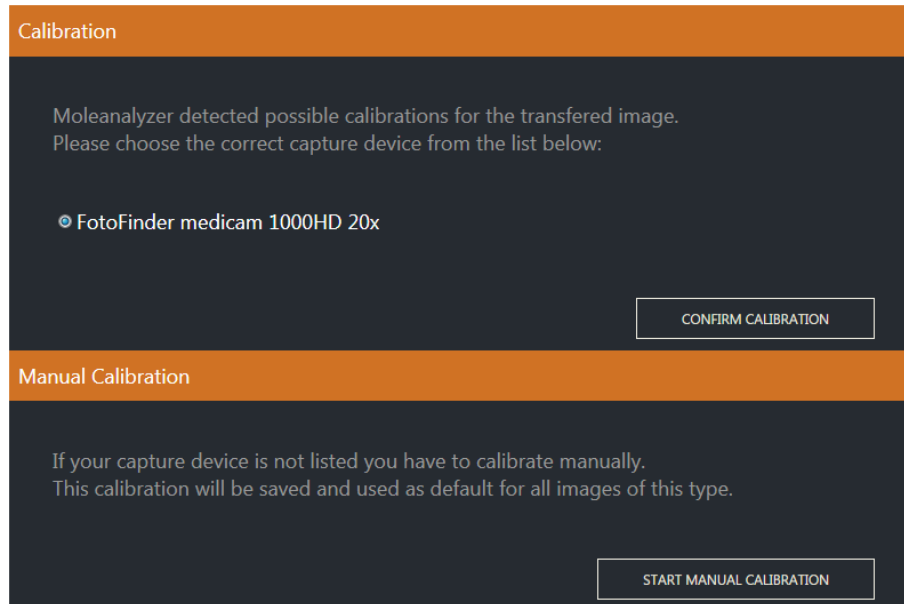 Calibration
Moleanalyzer detected possible calibrations for the transfered image.
Please choose the correct capture device from the list below:
FotoFinder medicam 1000HD 20x
CONFIRM CALIBRATION
Manual Calibration
If your capture device is not listed you have to calibrate manually.
This calibration will be saved and used as default for all images of this type.
START MANUAL CALIBRATION